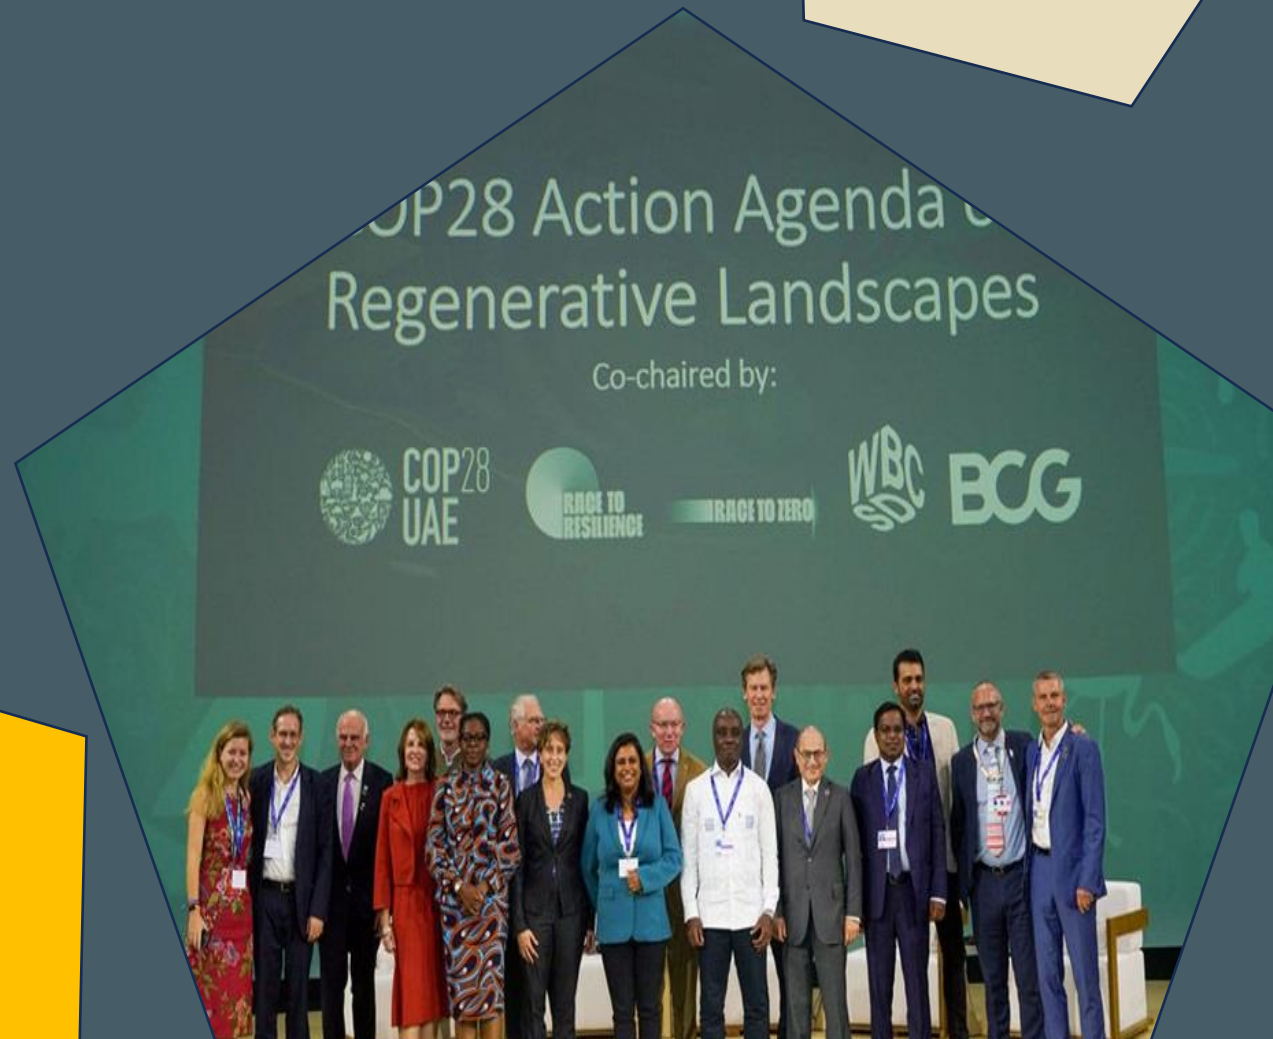 OP28 Action Agenda
Regenerative Landscapes
Co-chaired by:
COP28
UAE
RACE TO
RESILIENCE
RACE TO ZERO
WBC
SD
BCG